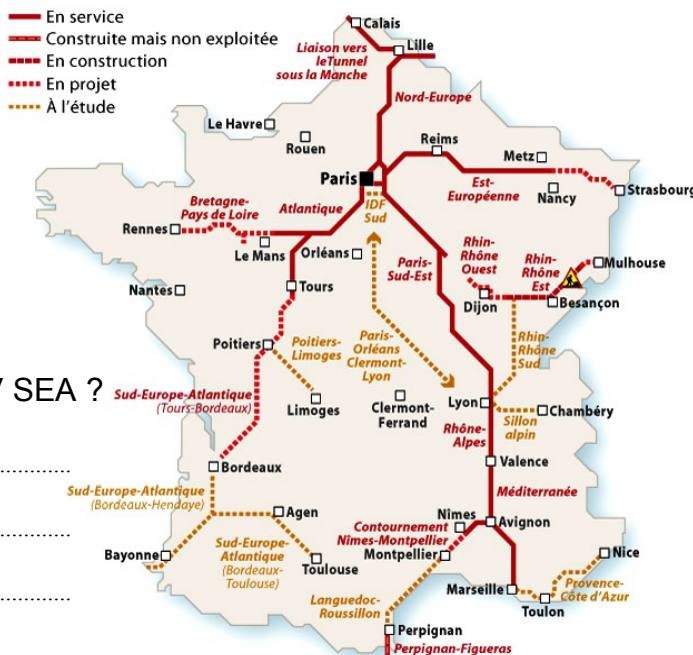 En service
Construite mais non exploitée
En construction
En projet
À l'étude
Calais
Lille
Liaison vers
leTunnel
sous la Manche
Nord-Europe
Le Havre
Rouen
Reims
Metz
Paris
Est-
Européenne
Nancy
Strasbourg
Bretagne-
Pays de Loire
Atlantique
IDF
Sud
Rennes
Le Mans
Orléans
Paris-
Sud-Est
Rhin-
Rhône
Ouest
Rhin-
Rhône
Est
Mulhouse
Nantes
Tours
Dijon
Besançon
Poitiers
Poitiers-
Limoges
Paris-
Orléans
Clermont-
Lyon
Rhin-
Rhône
Sud
SEA ?
Sud-Europe-Atlantique
(Tours-Bordeaux)
Limoges
Clermont-
Ferrand
Lyon
Chambéry
Sillon
alpin
Rhône-
Alpes
Bordeaux
Valence
Sud-Europe-Atlantique
(Bordeaux-Hendaye)
Méditerranée
Agen
Nîmes
Avignon
Contournement
Nîmes-Montpellier
Bayonne
Sud-Europe-
Atlantique
(Bordeaux-
Toulouse)
Toulouse
Montpellier
Nice
Marseille
Provence-
Côte d'Azur
Toulon
Languedoc-
Roussillon
Perpignan
Perpignan-Figueras